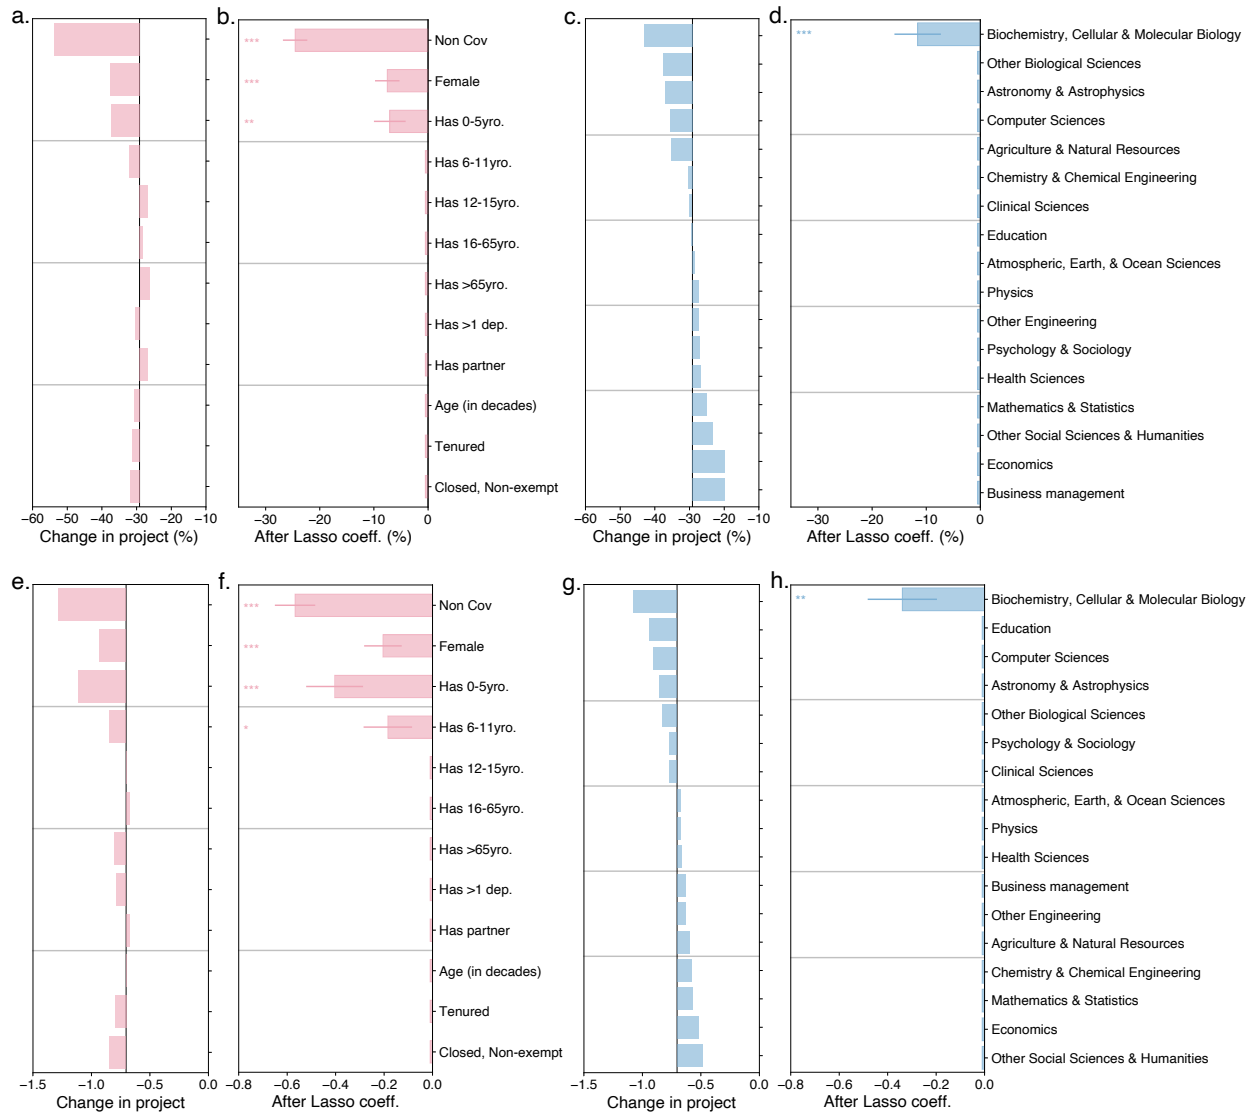 a.
b.
c.
d.
*** Non Cov
*** Female
** Has 0-5yro.
Has 6-11yro.
Has 12-15yro.
Has 16-65yro.
Has >65yro.
Has >1 dep.
Has partner
Age (in decades)
Tenured
Closed, Non-exempt
*** Biochemistry, Cellular & Molecular Biology
Other Biological Sciences
Astronomy & Astrophysics
Computer Sciences
Agriculture & Natural Resources
Chemistry & Chemical Engineering
Clinical Sciences
Education
Atmospheric, Earth, & Ocean Sciences
Physics
Other Engineering
Psychology & Sociology
Health Sciences
Mathematics & Statistics
Other Social Sciences & Humanities
Economics
Business management
−60 −50 −40 −30 −20 −10
Change in project (%)
−30 −20 −10 0
After Lasso coeff. (%)
−60 −50 −40 −30 −20 −10
Change in project (%)
−30 −20 −10 0
After Lasso coeff. (%)
e.
f.
g.
h.
*** Non Cov
*** Female
*** Has 0-5yro.
* Has 6-11yro.
Has 12-15yro.
Has 16-65yro.
Has >65yro.
Has >1 dep.
Has partner
Age (in decades)
Tenured
Closed, Non-exempt
** Biochemistry, Cellular & Molecular Biology
Education
Computer Sciences
Astronomy & Astrophysics
Other Biological Sciences
Psychology & Sociology
Clinical Sciences
Atmospheric, Earth, & Ocean Sciences
Physics
Health Sciences
Business management
Other Engineering
Agriculture & Natural Resources
Chemistry & Chemical Engineering
Mathematics & Statistics
Economics
Other Social Sciences & Humanities
−1.5 −1.0 −0.5 0.0
Change in project
−0.8 −0.6 −0.4 −0.2 0.0
After Lasso coeff.
−1.5 −1.0 −0.5 0.0
Change in project
−0.8 −0.6 −0.4 −0.2 0.0
After Lasso coeff.